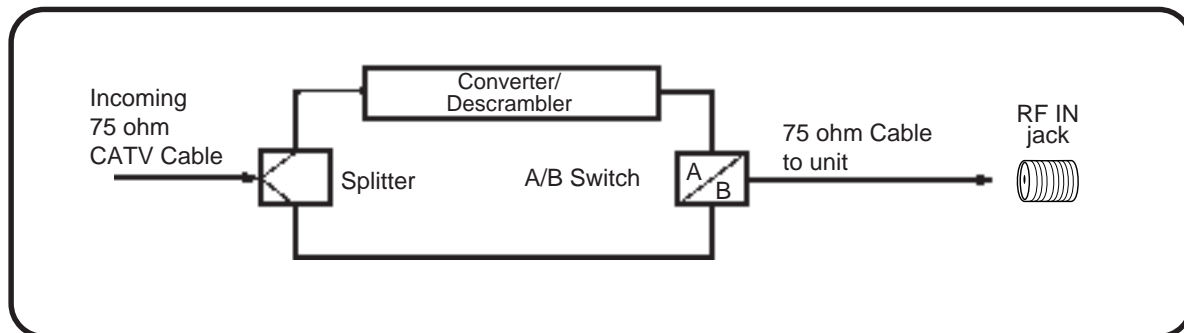 Converter/
Descrambler
Incoming
75 ohm
CATV Cable
Splitter
A/B Switch
A
B
75 ohm Cable
to unit
RF IN
jack